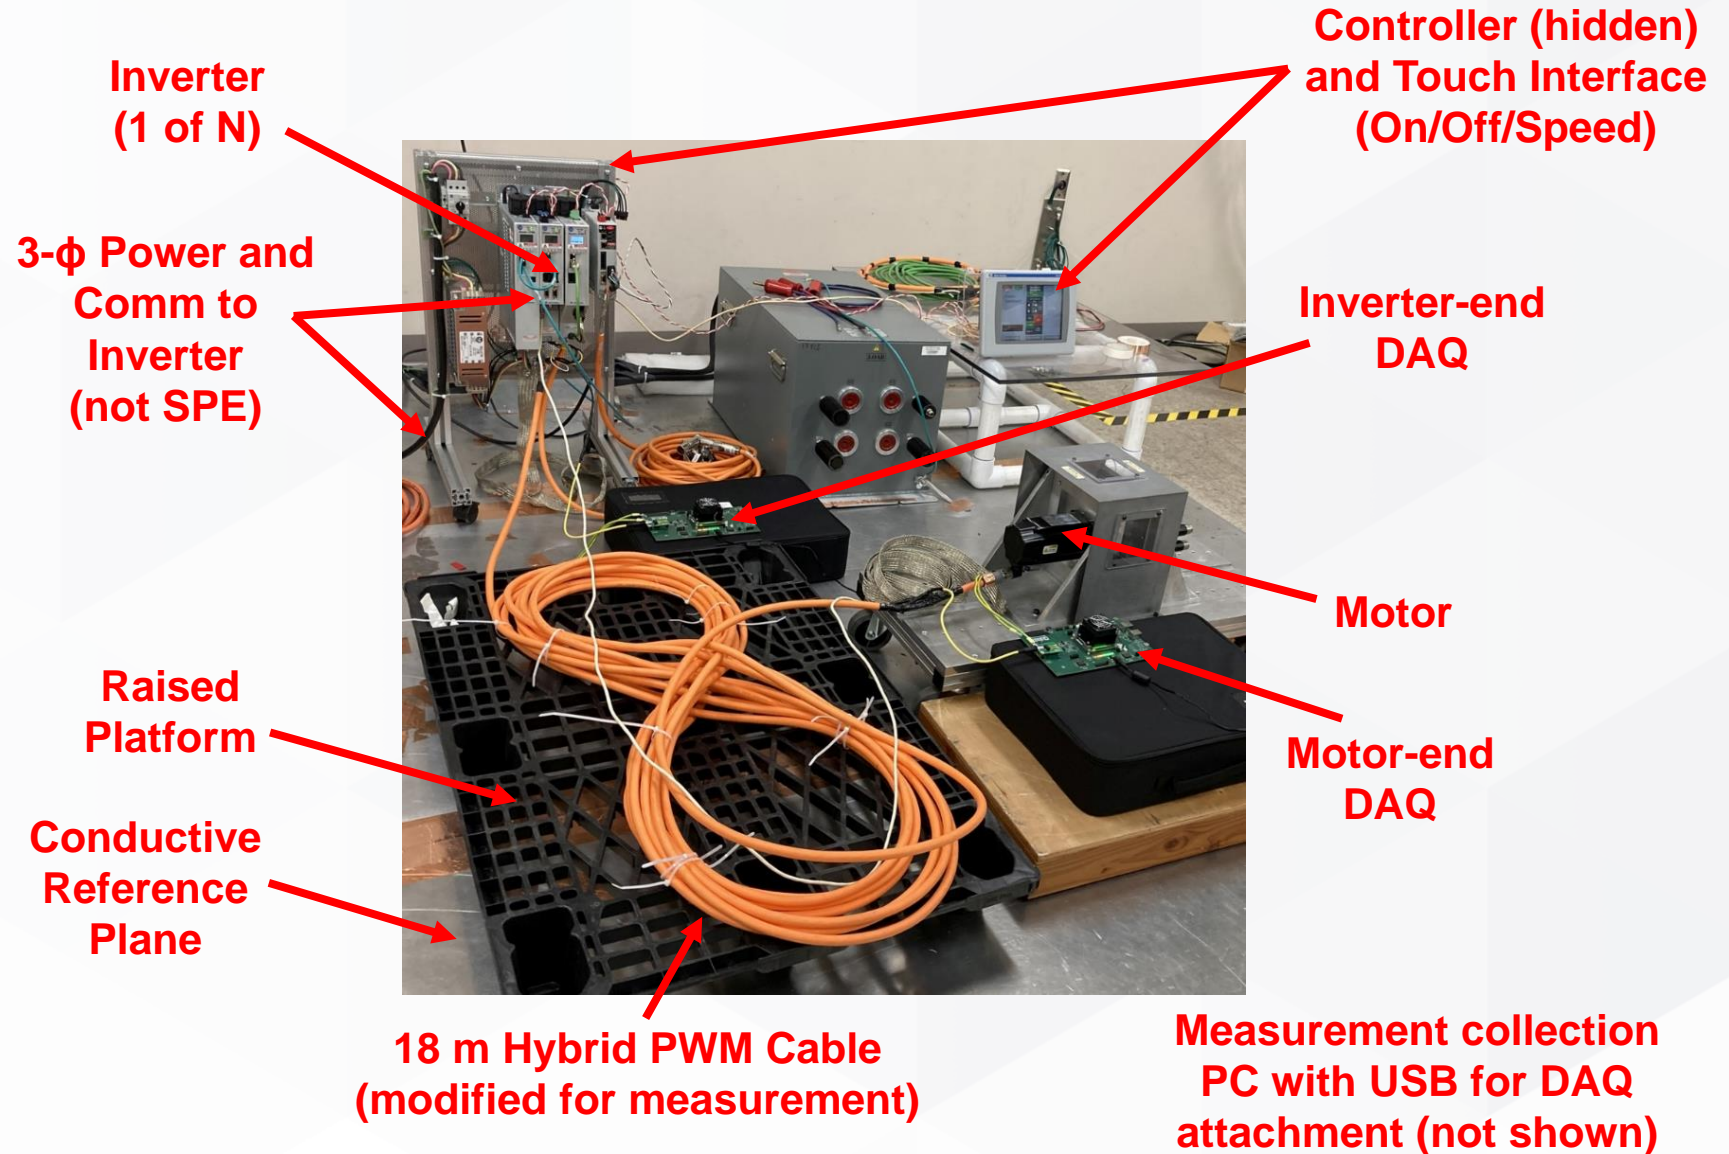 Controller (hidden)
and Touch Interface
(On/Off/Speed)
Inverter
(1 of N)
3-ϕ Power and
Comm to
Inverter
(not SPE)
Inverter-end
DAQ
Motor
Raised
Platform
Motor-end
DAQ
Conductive
Reference
Plane
18 m Hybrid PWM Cable
(modified for measurement)
Measurement collection
PC with USB for DAQ
attachment (not shown)